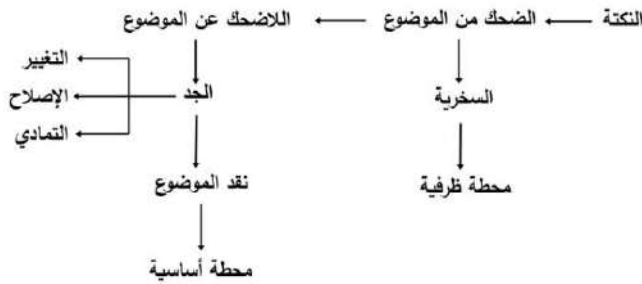 النكتة الضحك من الموضوع اللاضحك عن الموضوع
التغيير
السخرية الجد الإصلاح
التمادي
محطة ظرفية نقد الموضوع
محطة أساسية